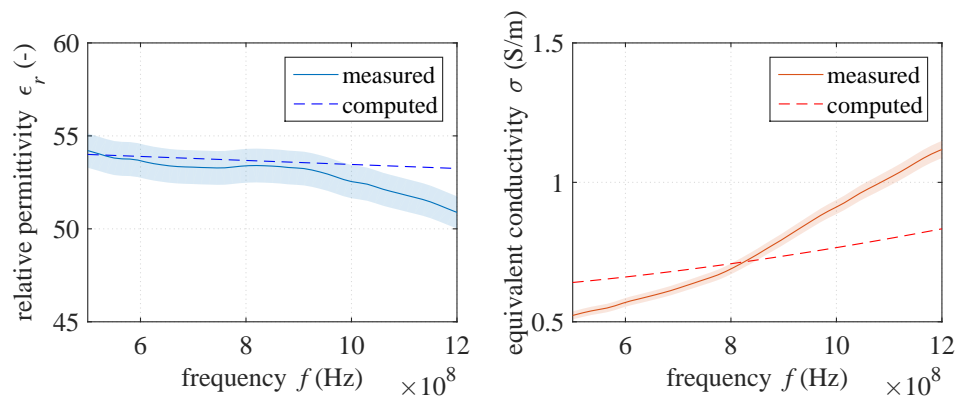 60
55
50
45
relative permittivity ϵr (-)
measured
computed
6 8 10 12
frequency f (Hz)
×10^8
1.5
1
0.5
equivalent conductivity σ (S/m)
measured
computed
6 8 10 12
frequency f (Hz)
×10^8